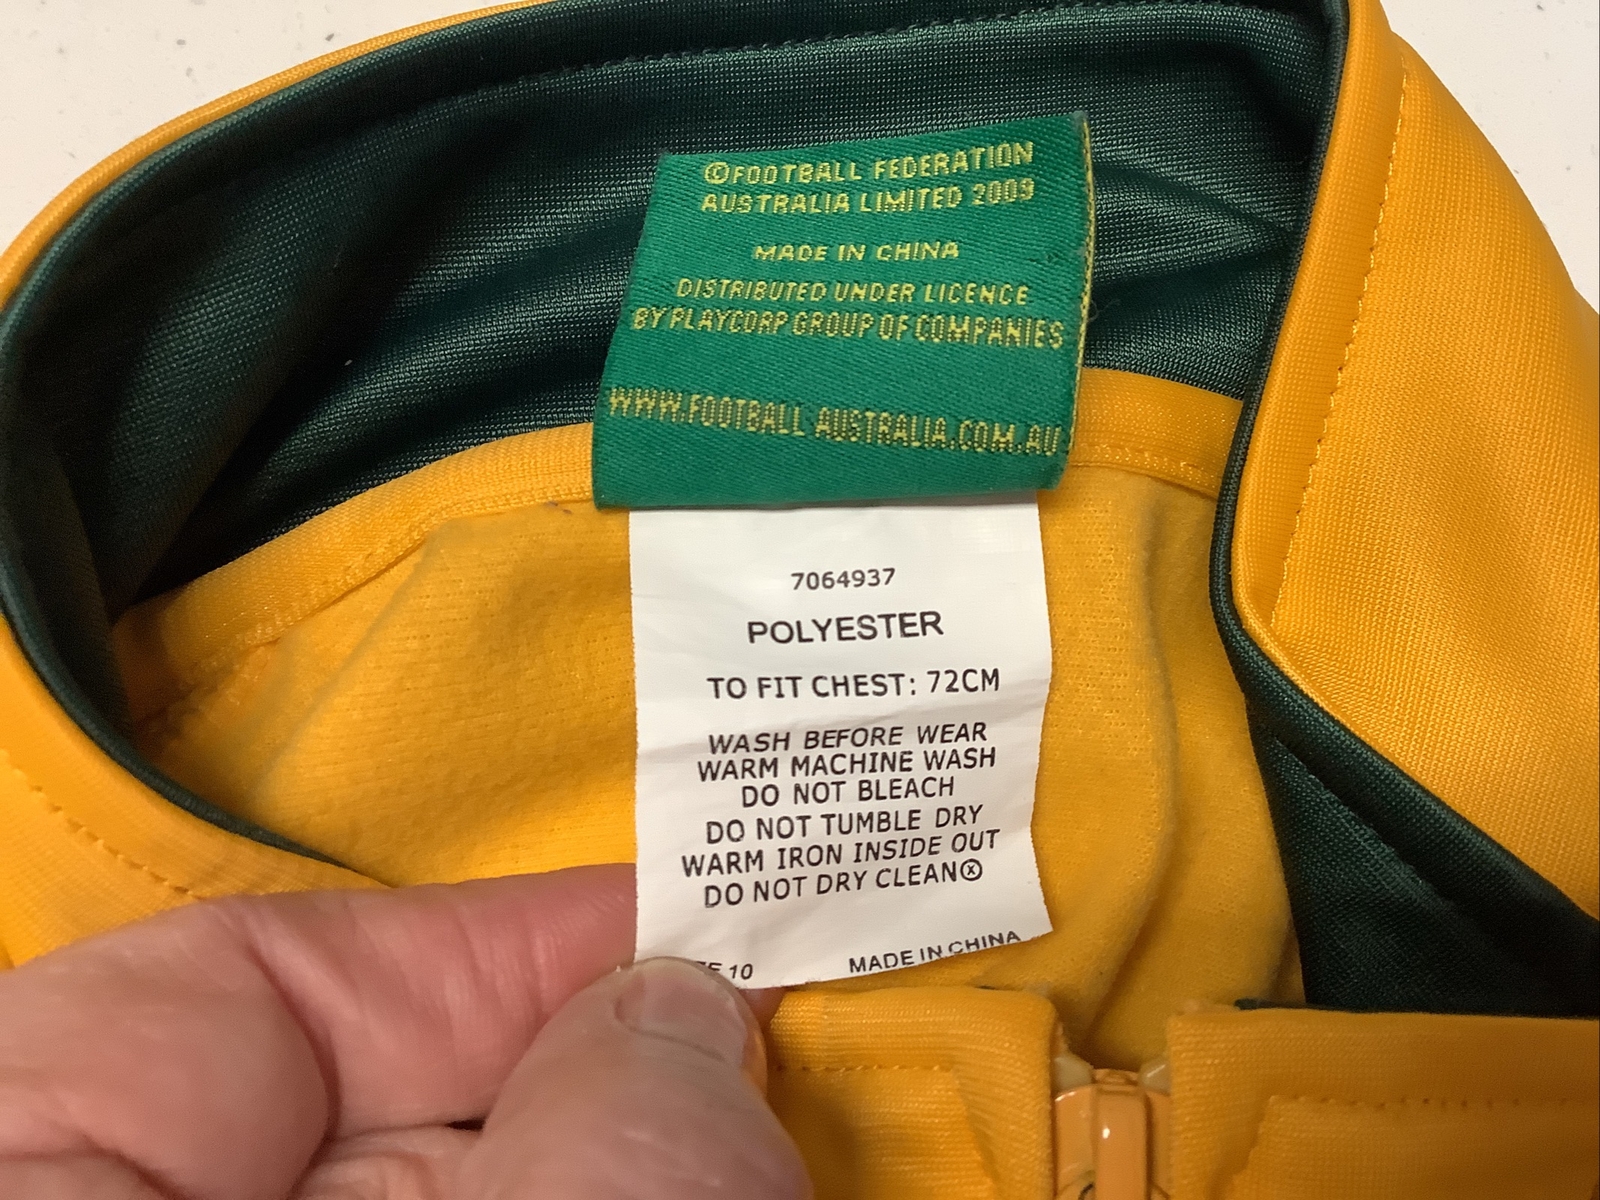 ©FOOTBALL FEDERATION
AUSTRALIA LIMITED 2009
MADE IN CHINA
DISTRIBUTED UNDER LICENCE
BY PLAYCORP GROUP OF COMPANIES
WWW.FOOTBALL AUSTRALIA.COM.AU
7064937
POLYESTER
TO FIT CHEST: 72CM
WASH BEFORE WEAR
WARM MACHINE WASH
DO NOT BLEACH
DO NOT TUMBLE DRY
WARM IRON INSIDE OUT
DO NOT DRY CLEANⓧ
10 MADE IN CHINA